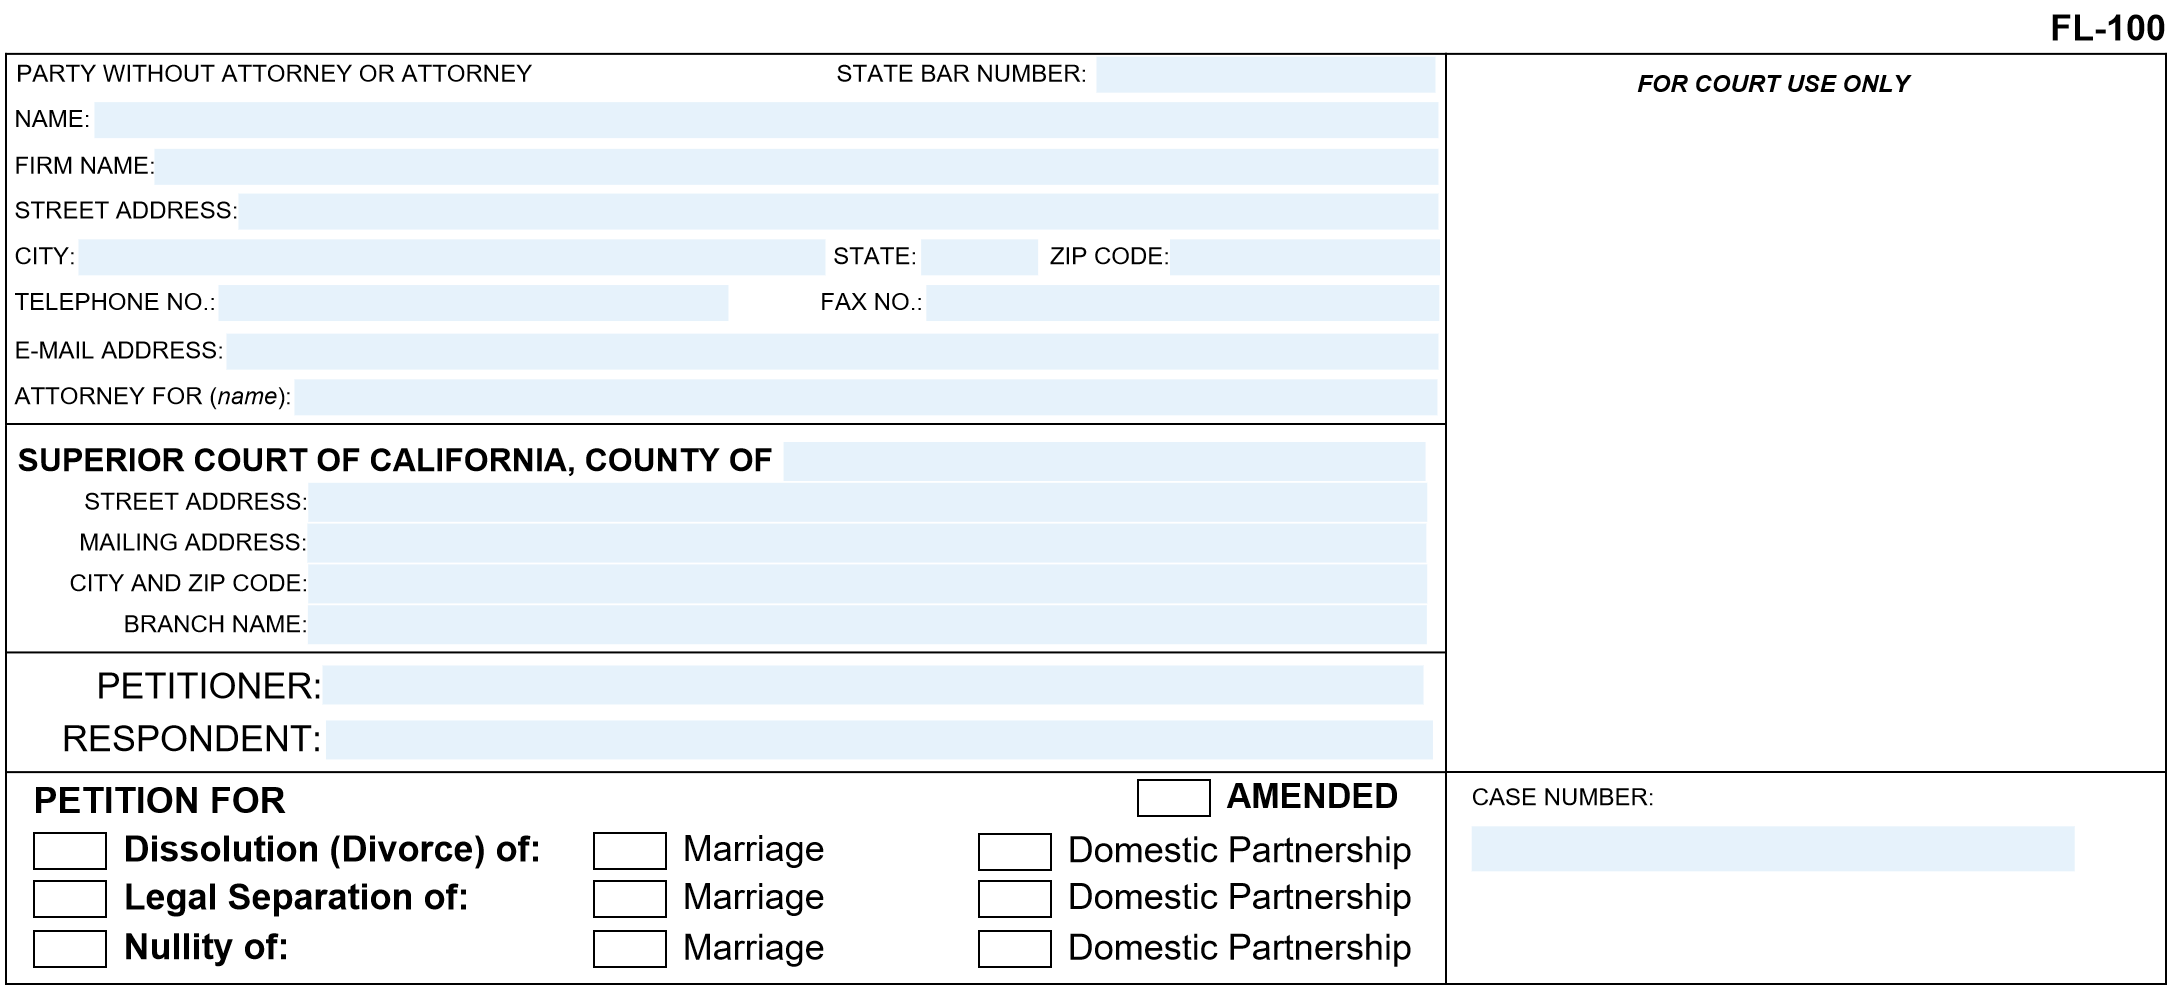 FL-100
PARTY WITHOUT ATTORNEY OR ATTORNEY STATE BAR NUMBER:
NAME:
FIRM NAME:
STREET ADDRESS:
CITY: STATE: ZIP CODE:
TELEPHONE NO.: FAX NO.:
E-MAIL ADDRESS:
ATTORNEY FOR (name):
FOR COURT USE ONLY
SUPERIOR COURT OF CALIFORNIA, COUNTY OF
STREET ADDRESS:
MAILING ADDRESS:
CITY AND ZIP CODE:
BRANCH NAME:
PETITIONER:
RESPONDENT:
PETITION FOR AMENDED
Dissolution (Divorce) of: Marriage Domestic Partnership
Legal Separation of: Marriage Domestic Partnership
Nullity of: Marriage Domestic Partnership
CASE NUMBER: